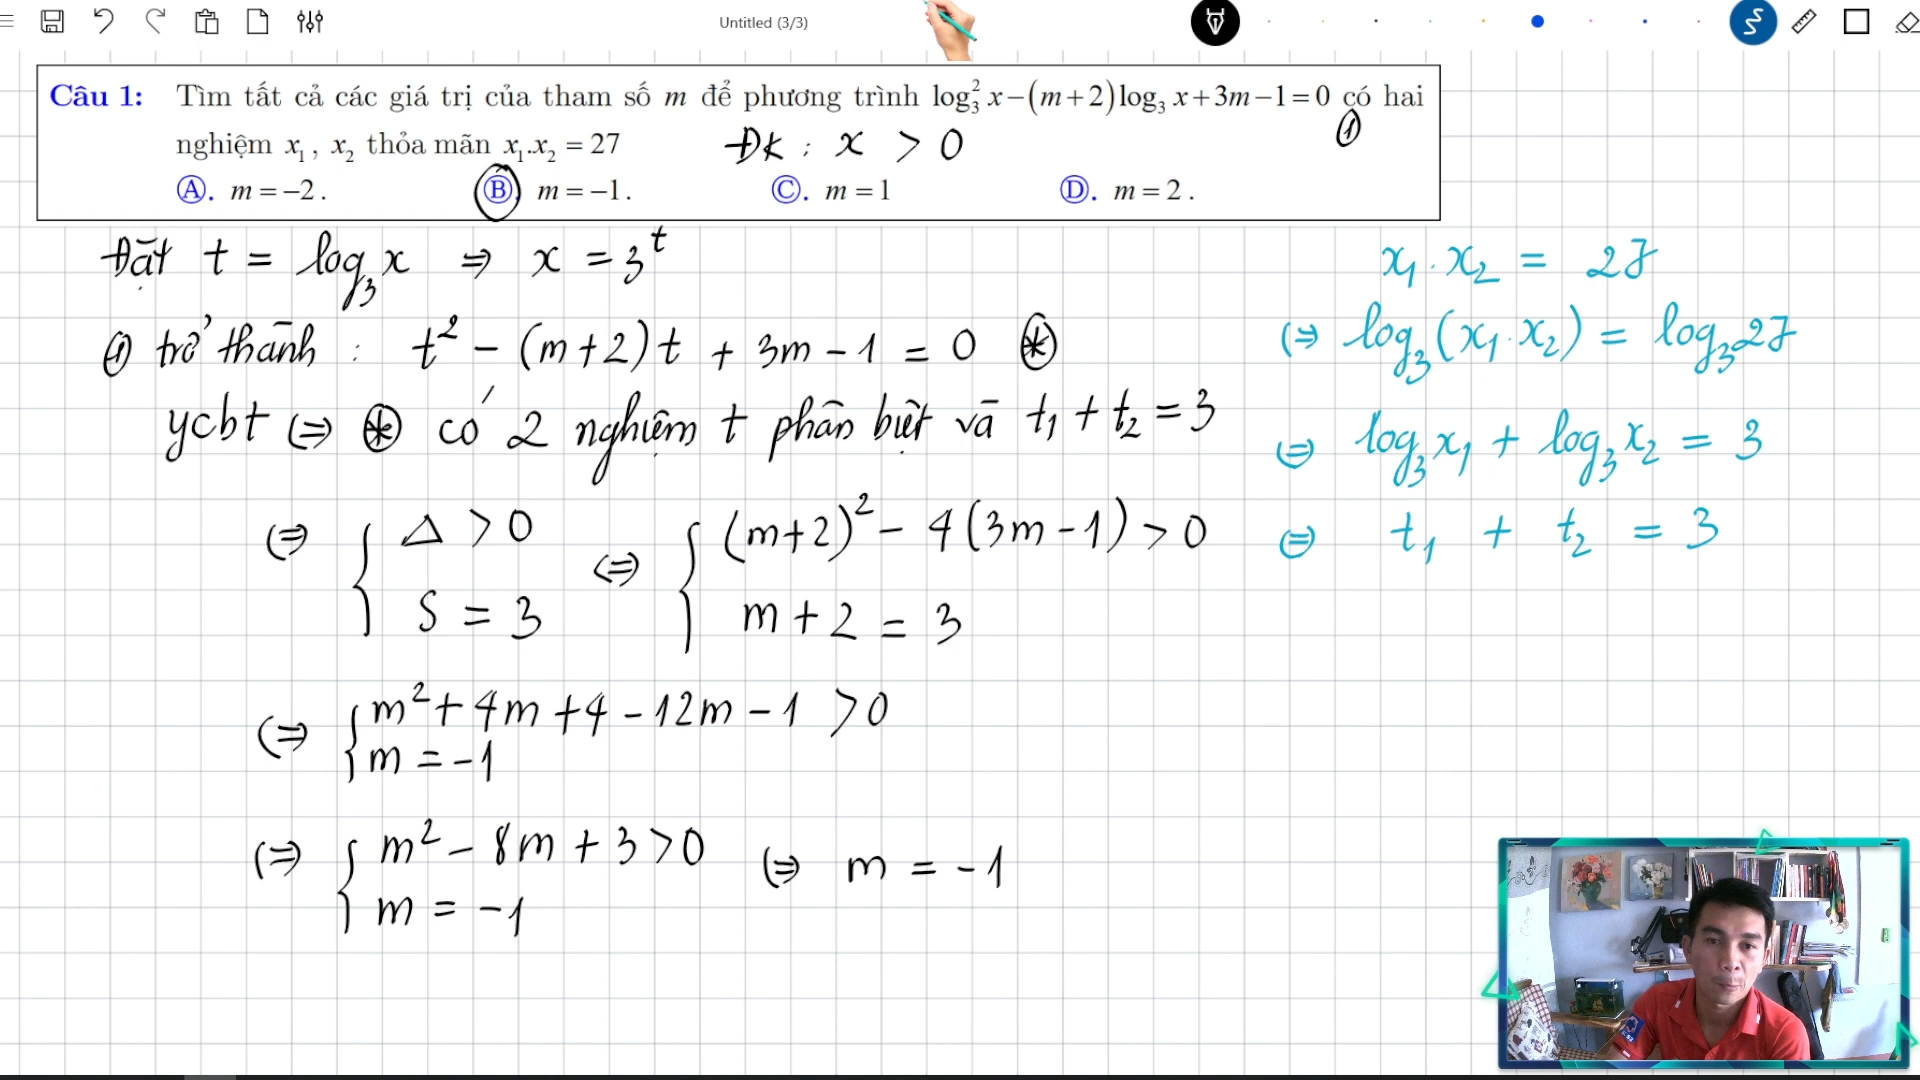 Untitled (3/3)
Câu 1: Tìm tất cả các giá trị của tham số m để phương trình log₃² x−(m+2)log₃ x+3m−1=0 có hai
nghiệm x₁, x₂ thỏa mãn x₁.x₂ = 27
ĐK : x > 0
①
Ⓐ. m = −2. Ⓑ. m = −1. Ⓒ. m = 1 Ⓓ. m = 2.
Đặt t = log₃x ⇒ x = 3ᵗ
① trở thành : t² − (m+2)t + 3m − 1 = 0 ⊛
ycbt ⇔ ⊛ có 2 nghiệm t phân biệt và t₁ + t₂ = 3
⇔ { Δ > 0 ⇔ { (m+2)² − 4(3m−1) > 0
S = 3 m + 2 = 3
⇔ { m² + 4m + 4 − 12m − 1 > 0
m = −1
⇔ { m² − 8m + 3 > 0 ⇔ m = −1
m = −1
x₁ . x₂ = 27
⇔ log₃(x₁.x₂) = log₃27
⇔ log₃x₁ + log₃x₂ = 3
⇔ t₁ + t₂ = 3